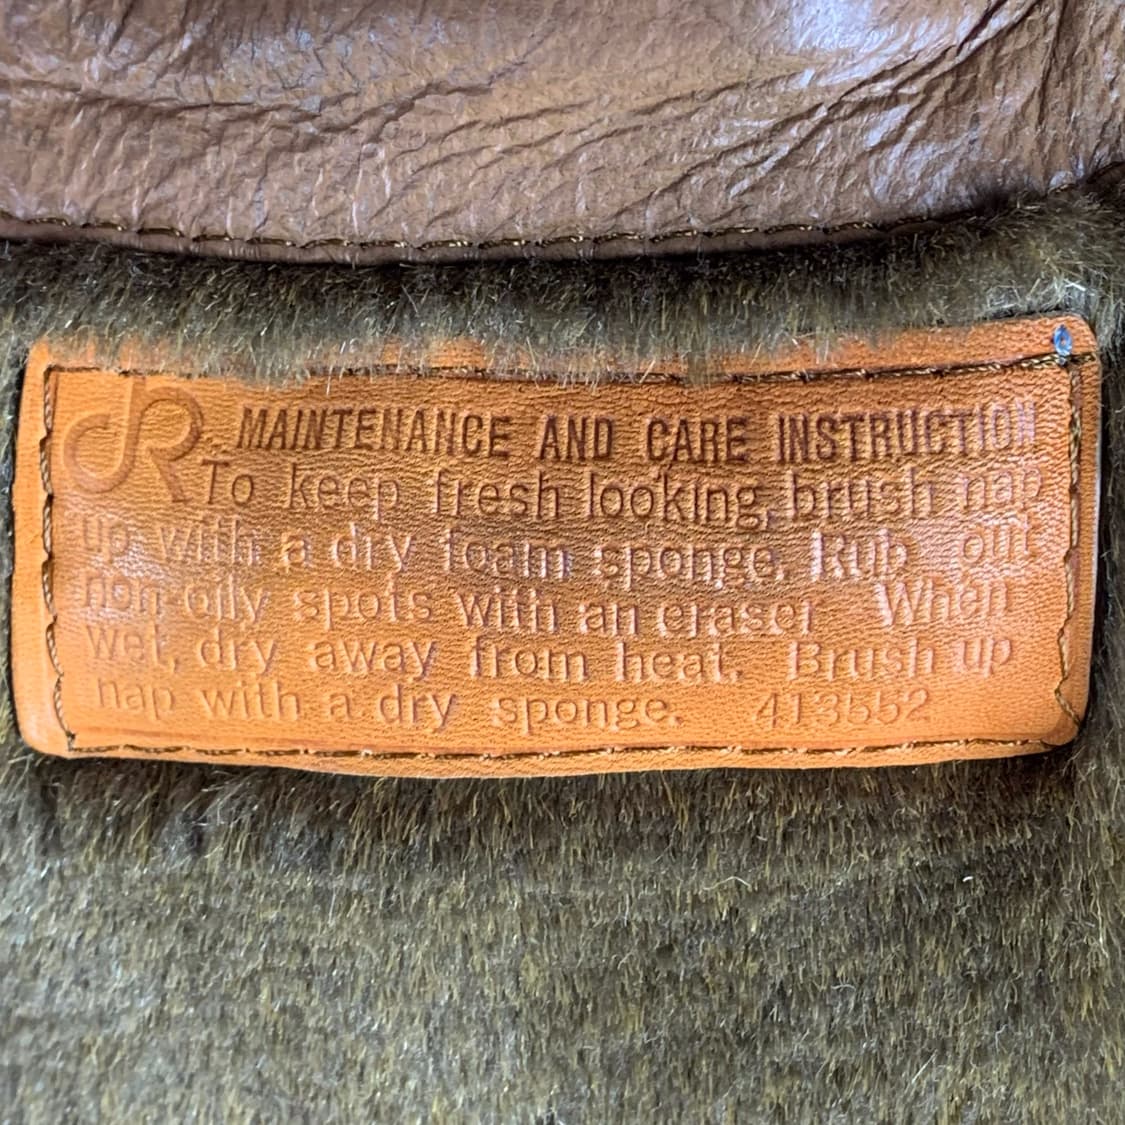 JR MAINTENANCE AND CARE INSTRUCTION
To keep fresh looking, brush nap
up with a dry foam sponge. Rub out
non-oily spots with an eraser When
wet, dry away from heat. Brush up
nap with a dry sponge. 413552